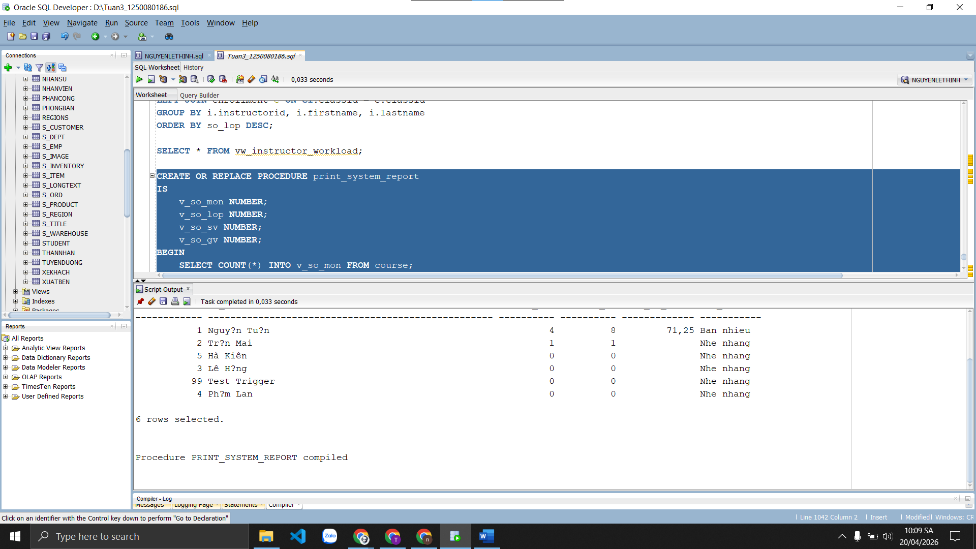 Oracle SQL Developer : D:\Tuan3_1250080186.sql
File Edit View Navigate Run Source Team Tools Window Help
Connections
NGUYENLETHINH.sql
Tuan3_1250080186.sql
SQL Worksheet History
0,033 seconds
NGUYENLETHINH
Worksheet Query Builder
NHANSU
NHANVIEN
PHANCONG
PHONGBAN
REGIONS
S_CUSTOMER
S_DEPT
S_EMP
S_IMAGE
S_INVENTORY
S_ITEM
S_LONGTEXT
S_ORD
S_PRODUCT
S_REGION
S_TITLE
S_WAREHOUSE
STUDENT
THANNHAN
TUYENDUONG
XEKHACH
XUATBEN
Views
Indexes
Packages
GROUP BY i.instructorid, i.firstname, i.lastname
ORDER BY so_lop DESC;
SELECT * FROM vw_instructor_workload;
CREATE OR REPLACE PROCEDURE print_system_report
IS
v_so_mon NUMBER;
v_so_lop NUMBER;
v_so_sv NUMBER;
v_so_gv NUMBER;
BEGIN
SELECT COUNT(*) INTO v_so_mon FROM course;
Script Output
Task completed in 0,033 seconds
1 Nguy?n Tu?n 4 8 71,25 Ban nhieu
2 Tr?n Mai 1 1 Nhe nhang
5 Hà Kiên 0 0 Nhe nhang
3 Lê H?ng 0 0 Nhe nhang
99 Test Trigger 0 0 Nhe nhang
4 Ph?m Lan 0 0 Nhe nhang
6 rows selected.
Procedure PRINT_SYSTEM_REPORT compiled
Reports
All Reports
Analytic View Reports
Data Dictionary Reports
Data Modeler Reports
OLAP Reports
TimesTen Reports
User Defined Reports
Compiler - Log
Messages Logging Page Statements Compiler
Click on an identifier with the Control key down to perform "Go to Declaration"
Line 1042 Column 2 Insert Modified Windows: CR
Type here to search
Zalo
10:09 SA
20/04/2026